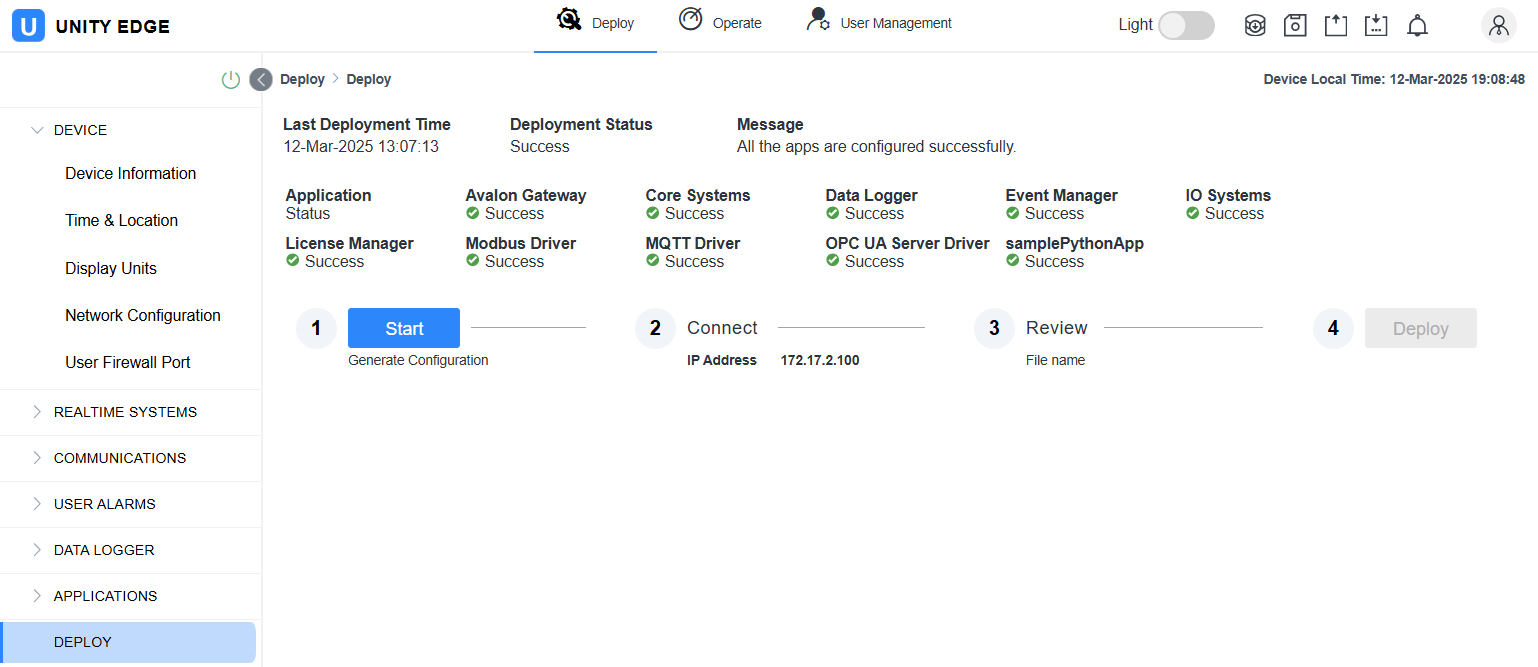 U UNITY EDGE
Deploy
Operate
User Management
Light
Deploy > Deploy
Device Local Time: 12-Mar-2025 19:08:48
DEVICE
Device Information
Time & Location
Display Units
Network Configuration
User Firewall Port
REALTIME SYSTEMS
COMMUNICATIONS
USER ALARMS
DATA LOGGER
APPLICATIONS
DEPLOY
Last Deployment Time Deployment Status Message
12-Mar-2025 13:07:13 Success All the apps are configured successfully.
Application Avalon Gateway Core Systems Data Logger Event Manager IO Systems
Status Success Success Success Success Success
License Manager Modbus Driver MQTT Driver OPC UA Server Driver samplePythonApp
Success Success Success Success Success
1 Start 2 Connect 3 Review 4 Deploy
Generate Configuration IP Address 172.17.2.100 File name